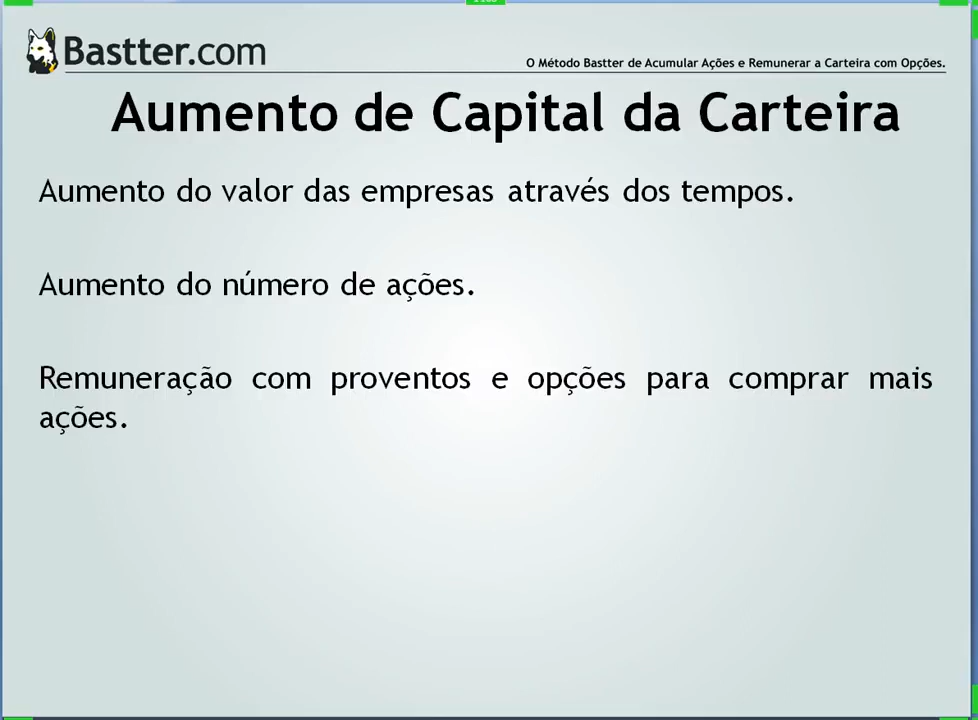 Bastter.com
O Método Bastter de Acumular Ações e Remunerar a Carteira com Opções.
Aumento de Capital da Carteira
Aumento do valor das empresas através dos tempos.
Aumento do número de ações.
Remuneração com proventos e opções para comprar mais
ações.